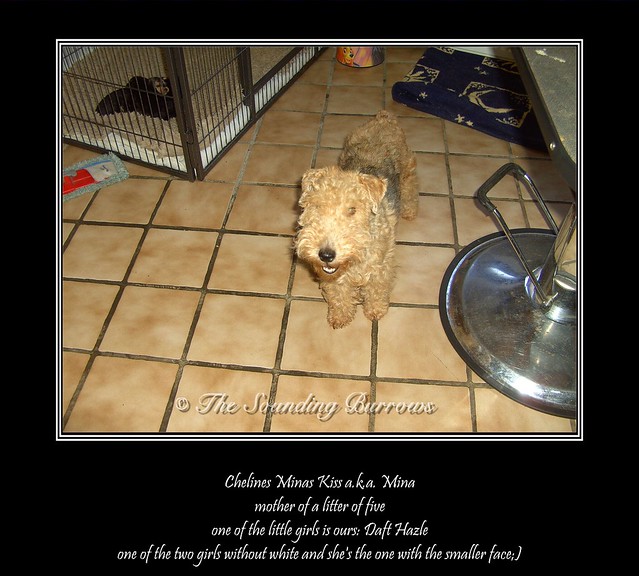 © The Sounding Burrows
Chelines Minas Kiss a.k.a. Mina
mother of a litter of five
one of the little girls is ours: Daft Hazle
one of the two girls without white and she's the one with the smaller face;)